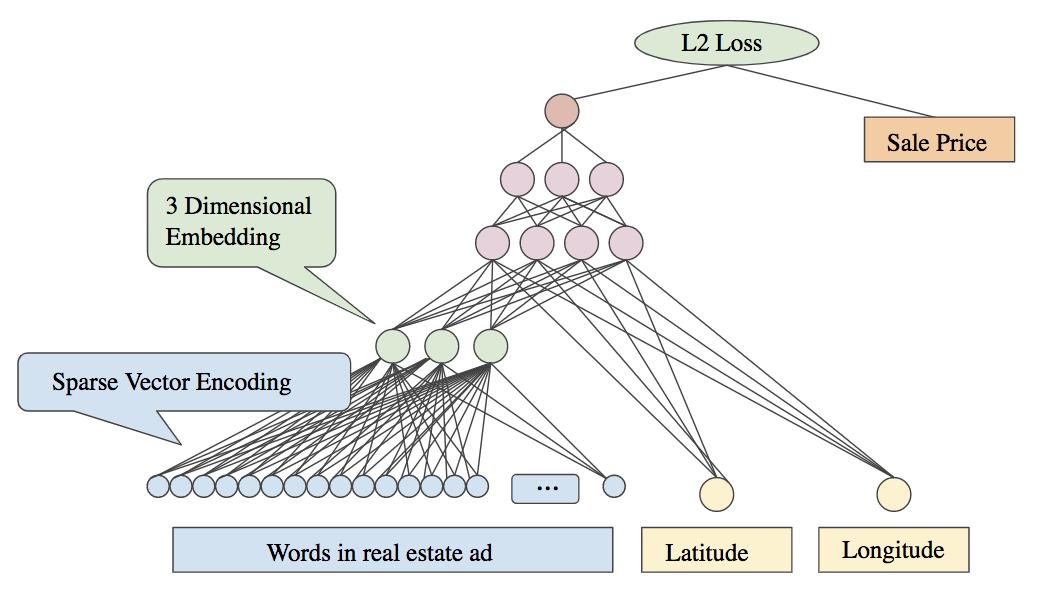 L2 Loss
Sale Price
3 Dimensional
Embedding
Sparse Vector Encoding
...
Words in real estate ad
Latitude
Longitude